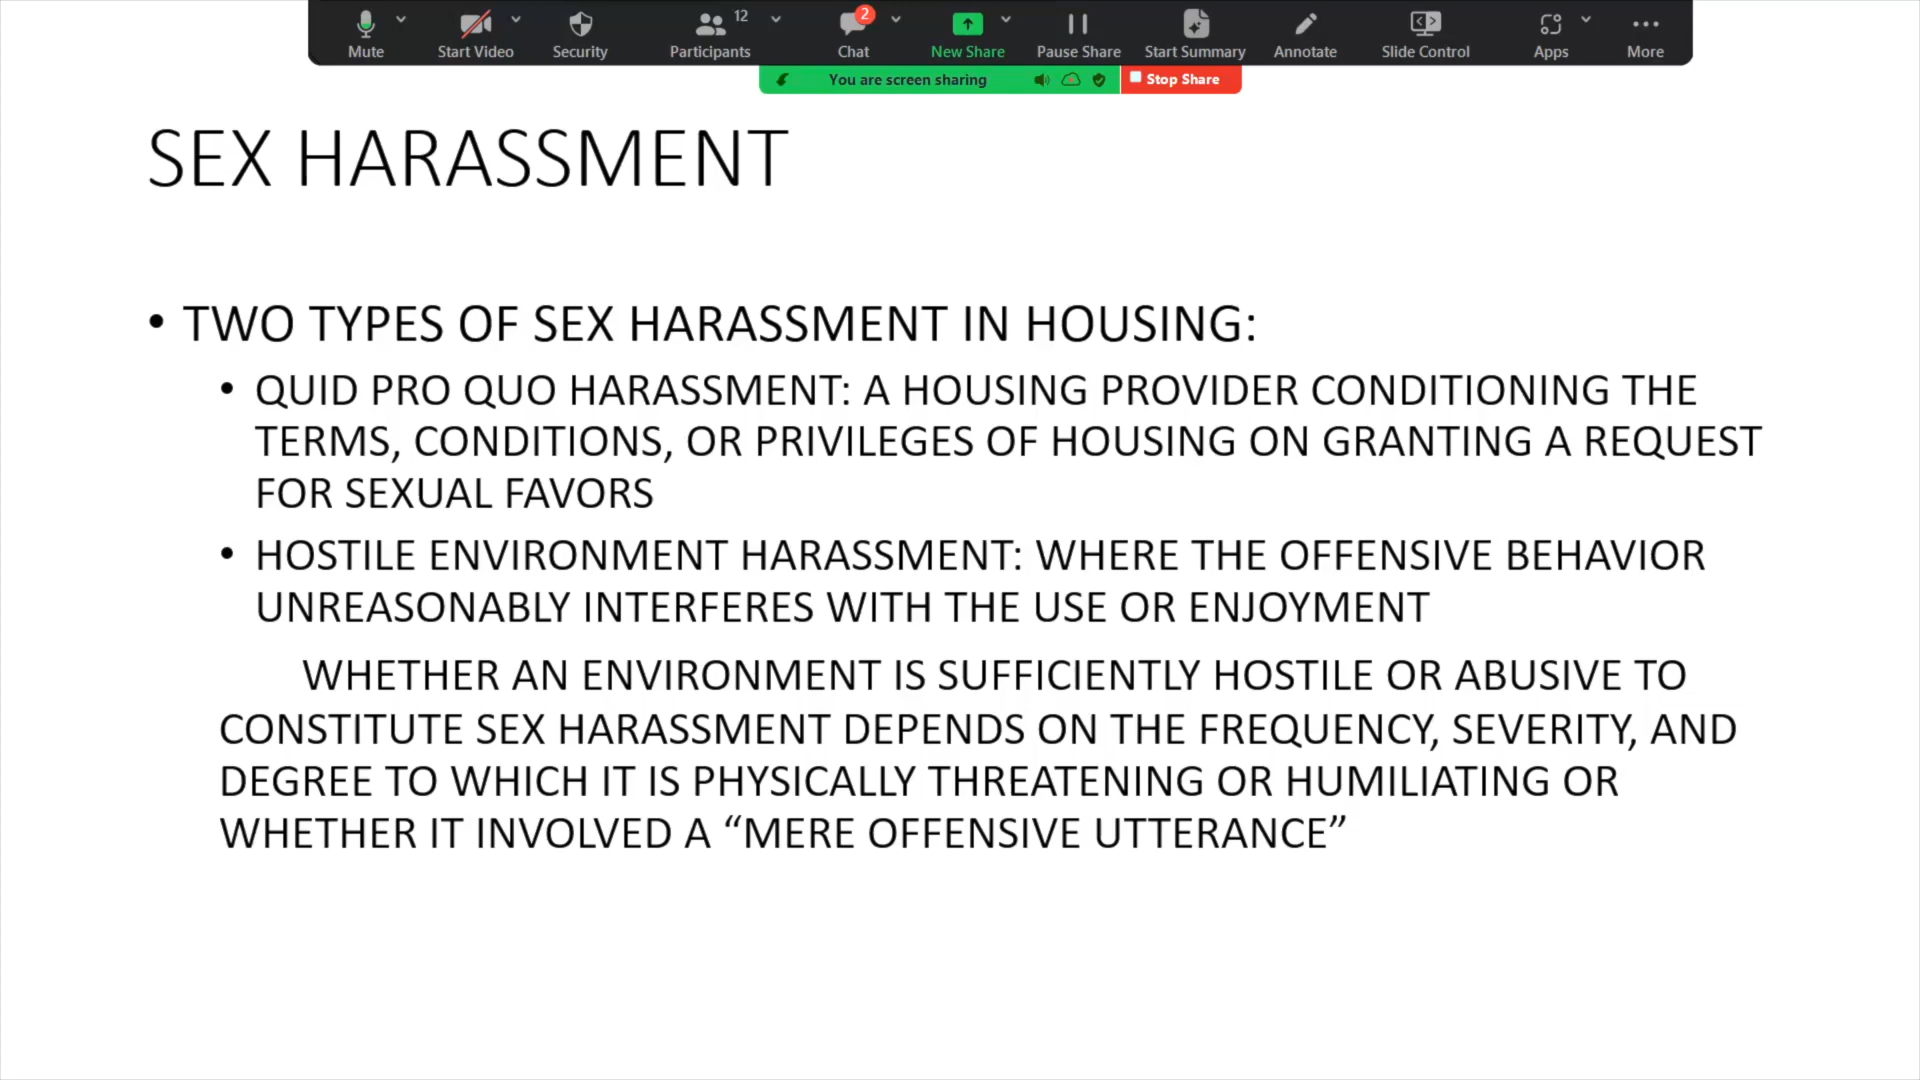 Mute
Start Video
Security
Participants 12
Chat 2
New Share
Pause Share
Start Summary
Annotate
Slide Control
Apps
More
You are screen sharing
Stop Share
SEX HARASSMENT
• TWO TYPES OF SEX HARASSMENT IN HOUSING:
• QUID PRO QUO HARASSMENT: A HOUSING PROVIDER CONDITIONING THE
TERMS, CONDITIONS, OR PRIVILEGES OF HOUSING ON GRANTING A REQUEST
FOR SEXUAL FAVORS
• HOSTILE ENVIRONMENT HARASSMENT: WHERE THE OFFENSIVE BEHAVIOR
UNREASONABLY INTERFERES WITH THE USE OR ENJOYMENT
WHETHER AN ENVIRONMENT IS SUFFICIENTLY HOSTILE OR ABUSIVE TO
CONSTITUTE SEX HARASSMENT DEPENDS ON THE FREQUENCY, SEVERITY, AND
DEGREE TO WHICH IT IS PHYSICALLY THREATENING OR HUMILIATING OR
WHETHER IT INVOLVED A “MERE OFFENSIVE UTTERANCE”